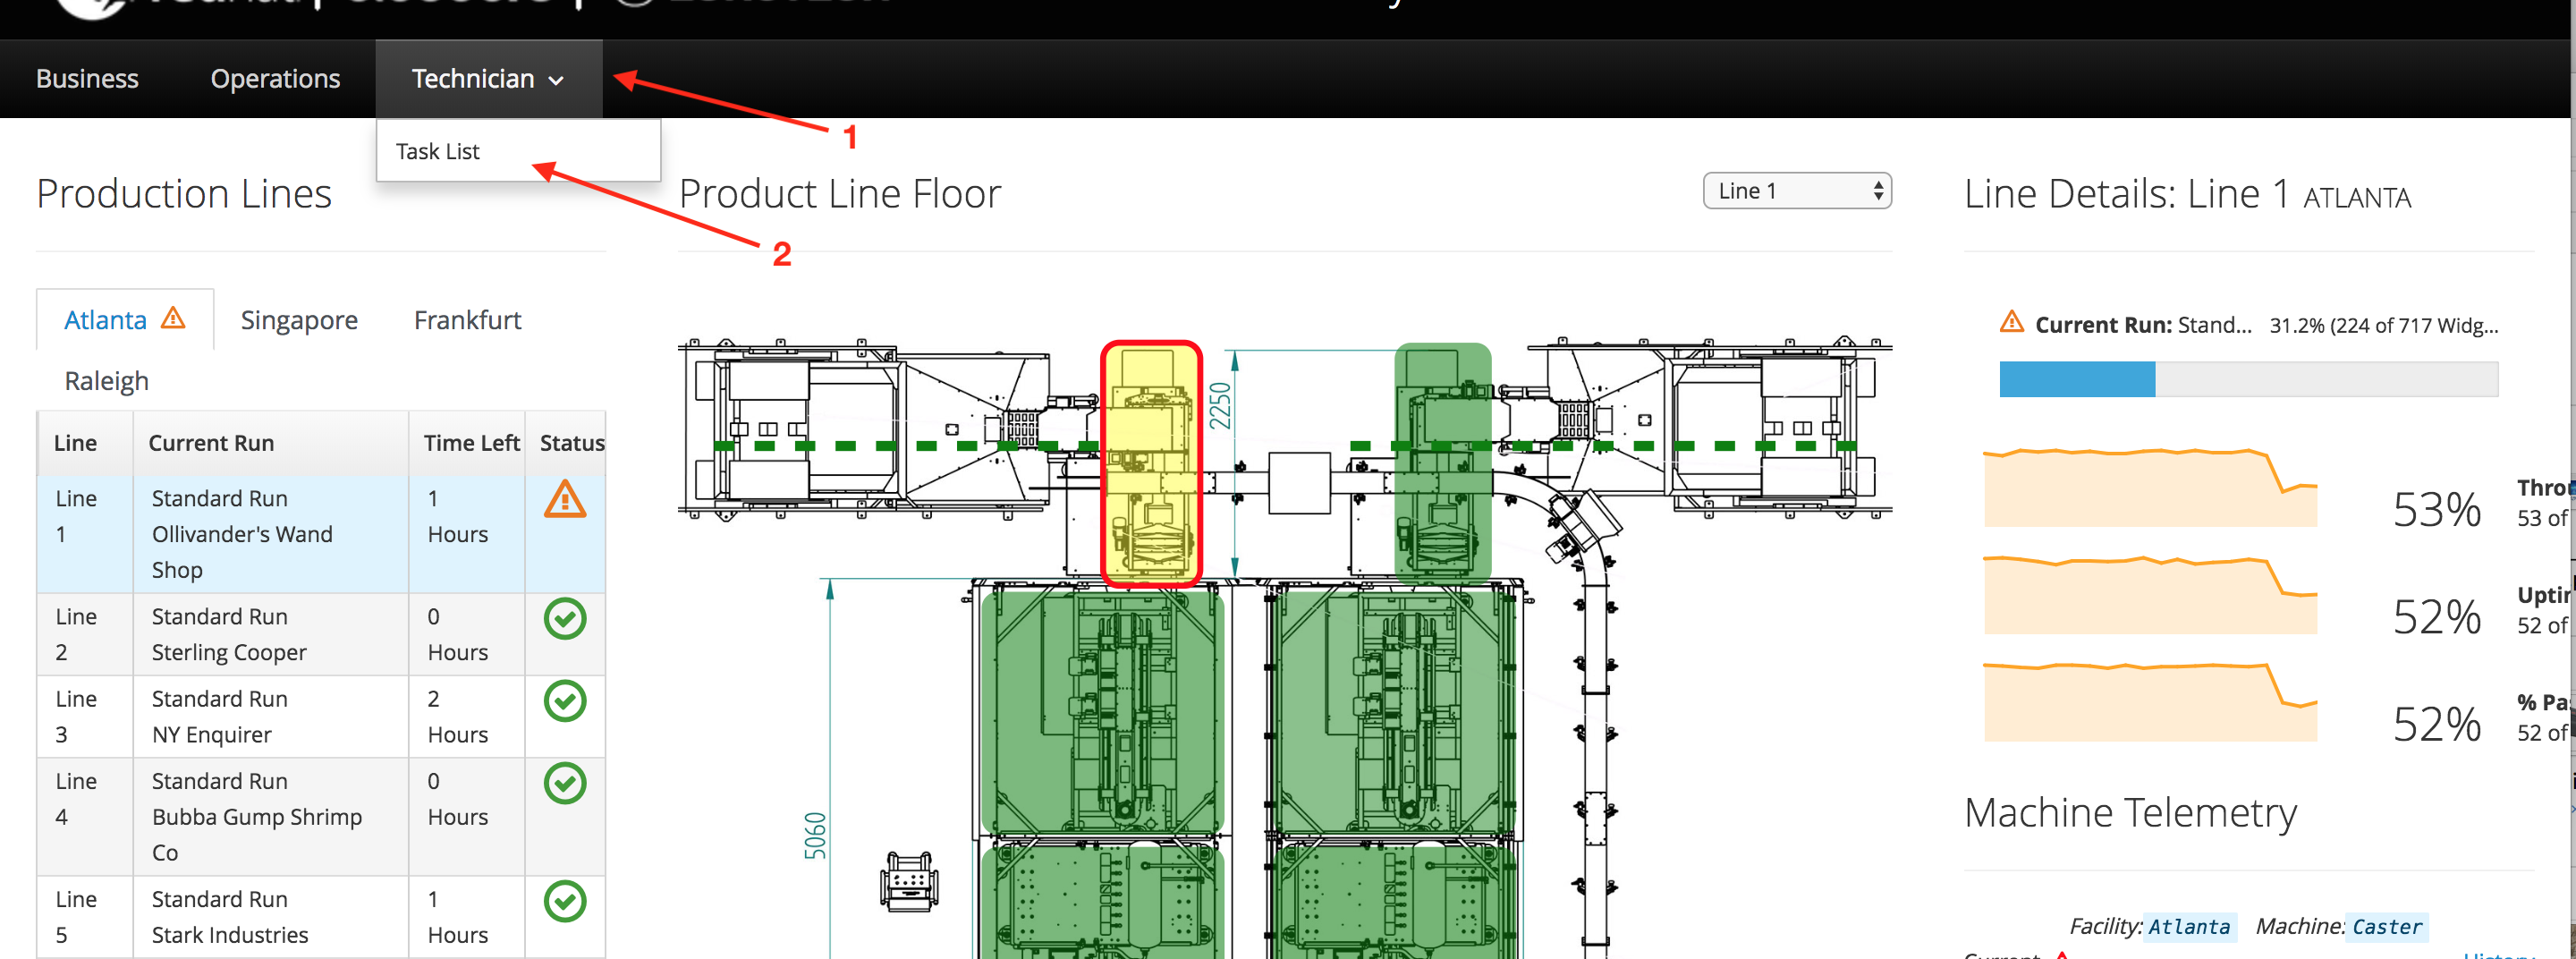 Business Operations Technician
1
Task List
2
Production Lines
Product Line Floor
Line 1
Line Details: Line 1 ATLANTA
Atlanta Singapore Frankfurt
Raleigh
Current Run: Stand... 31.2% (224 of 717 Widg...
Line Current Run Time Left Status
Line 1 Standard Run Ollivander's Wand Shop 1 Hours
Line 2 Standard Run Sterling Cooper 0 Hours
Line 3 Standard Run NY Enquirer 2 Hours
Line 4 Standard Run Bubba Gump Shrimp Co 0 Hours
Line 5 Standard Run Stark Industries 1 Hours
2250
5060
53%
53 of
52%
52 of
52%
% Pa
52 of
Machine Telemetry
Facility: Atlanta Machine: Caster